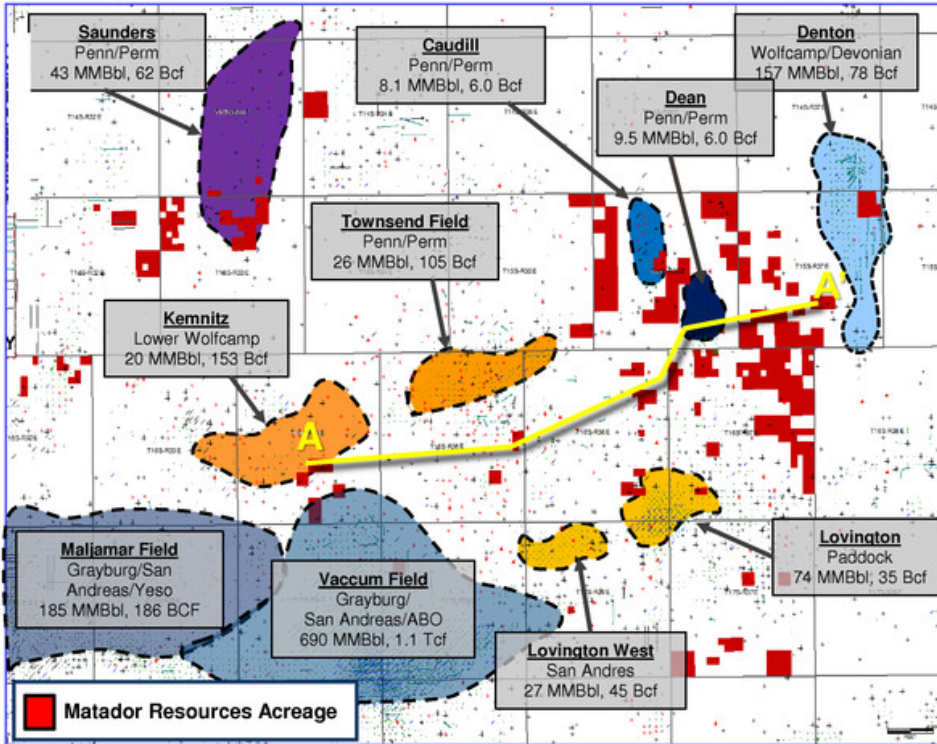 Saunders
Penn/Perm
43 MMBbl, 62 Bcf
Caudill
Penn/Perm
8.1 MMBbl, 6.0 Bcf
Denton
Wolfcamp/Devonian
157 MMBbl, 78 Bcf
Dean
Penn/Perm
9.5 MMBbl, 6.0 Bcf
Townsend Field
Penn/Perm
26 MMBbl, 105 Bcf
Kemnitz
Lower Wolfcamp
20 MMBbl, 153 Bcf
A'
A
Maljamar Field
Grayburg/San
Andreas/Yeso
185 MMBbl, 186 BCF
Vaccum Field
Grayburg/
San Andreas/ABO
690 MMBbl, 1.1 Tcf
Lovington
Paddock
74 MMBbl, 35 Bcf
Lovington West
San Andres
27 MMBbl, 45 Bcf
Matador Resources Acreage